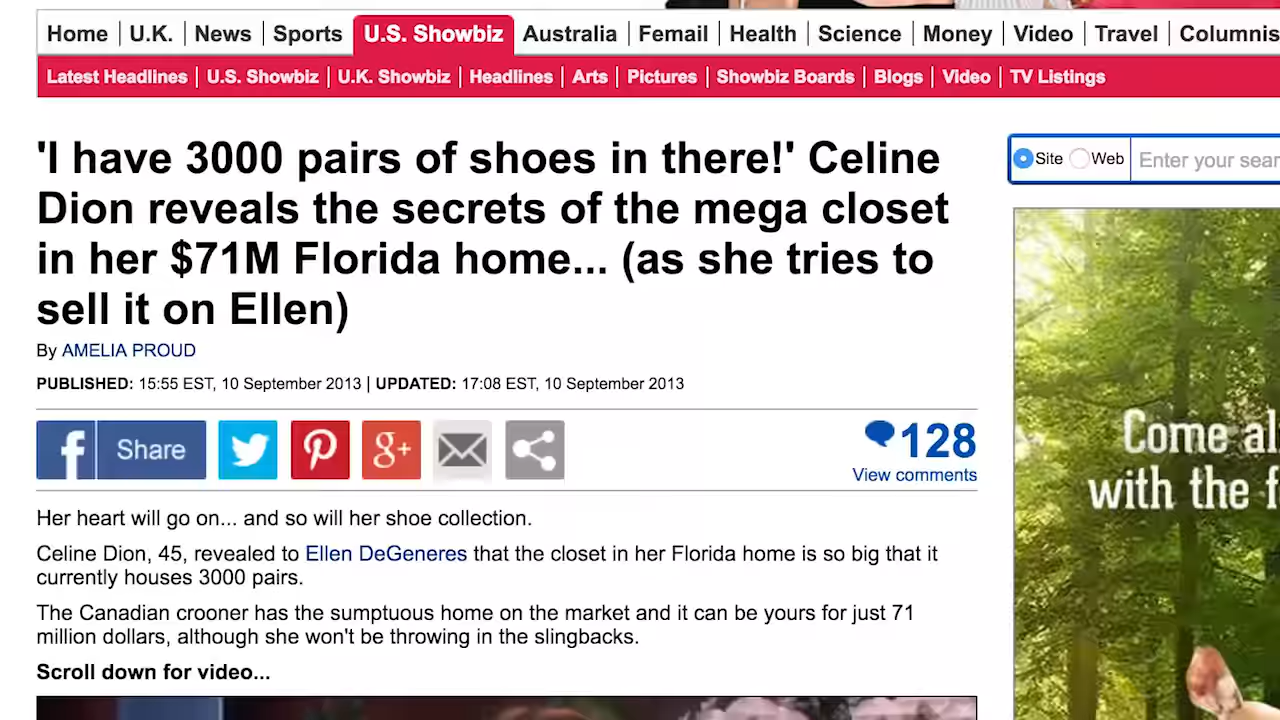 Home U.K. News Sports U.S. Showbiz Australia Femail Health Science Money Video Travel
Latest Headlines U.S. Showbiz U.K. Showbiz Headlines Arts Pictures Showbiz Boards Blogs Video TV Listings
'I have 3000 pairs of shoes in there!' Celine
Dion reveals the secrets of the mega closet
in her $71M Florida home... (as she tries to
sell it on Ellen)
By AMELIA PROUD
PUBLISHED: 15:55 EST, 10 September 2013 | UPDATED: 17:08 EST, 10 September 2013
f Share g+
128
View comments
Her heart will go on... and so will her shoe collection.
Celine Dion, 45, revealed to Ellen DeGeneres that the closet in her Florida home is so big that it
currently houses 3000 pairs.
The Canadian crooner has the sumptuous home on the market and it can be yours for just 71
million dollars, although she won't be throwing in the slingbacks.
Scroll down for video...
Site Web Enter your
Come
with the